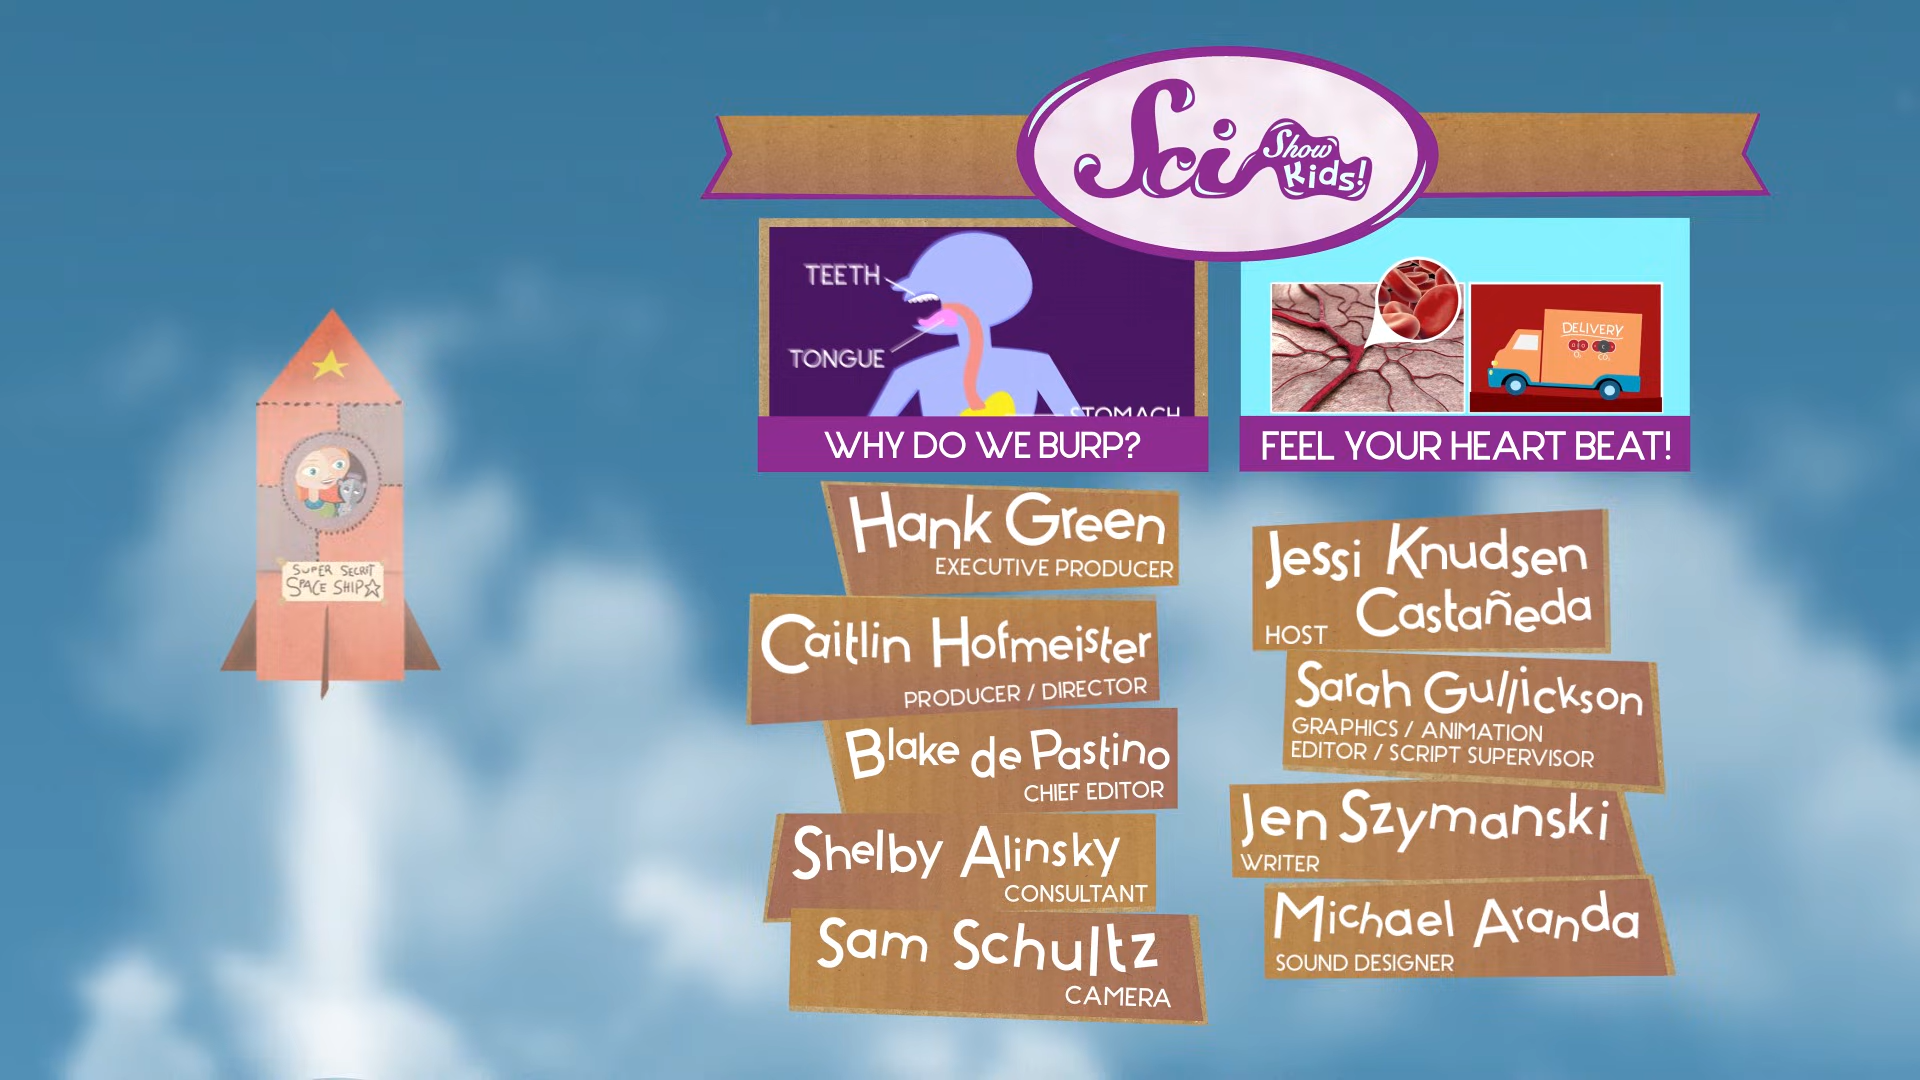 Sci
Show
Kids!
TEETH
TONGUE
STOMACH
DELIVERY
WHY DO WE BURP?
FEEL YOUR HEART BEAT!
SUPER SECRIT
SPACE SHIP
Hank Green
EXECUTIVE PRODUCER
Caitlin Hofmeister
PRODUCER / DIRECTOR
Blake de Pastino
CHIEF EDITOR
Shelby Alinsky
CONSULTANT
Sam Schultz
CAMERA
Jessi Knudsen
Castañeda
HOST
Sarah Gullickson
GRAPHICS / ANIMATION
EDITOR / SCRIPT SUPERVISOR
Jen Szymanski
WRITER
Michael Aranda
SOUND DESIGNER